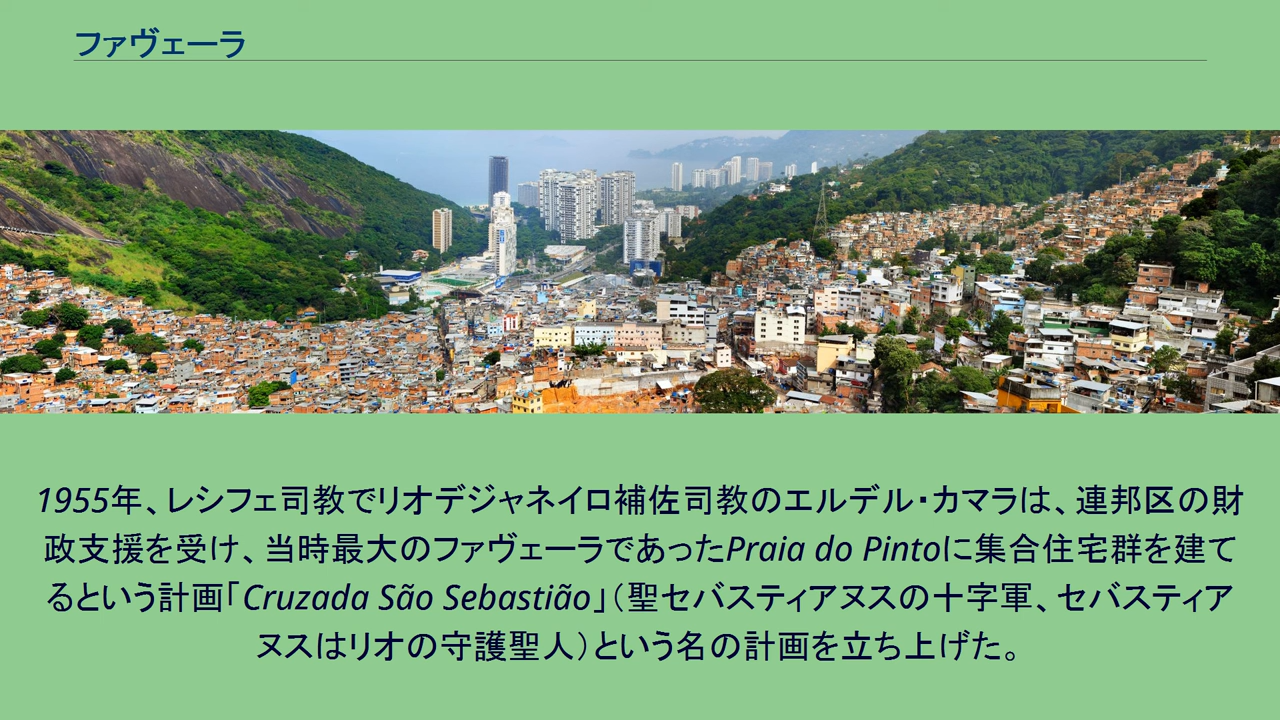 ファヴェーラ
1955年、レシフェ司教でリオデジャネイロ補佐司教のエルデル・カマラは、連邦区の財
政支援を受け、当時最大のファヴェーラであったPraia do Pintoに集合住宅群を建て
るという計画「Cruzada São Sebastião」（聖セバスティアヌスの十字軍、セバスティア
ヌスはリオの守護聖人）という名の計画を立ち上げた。